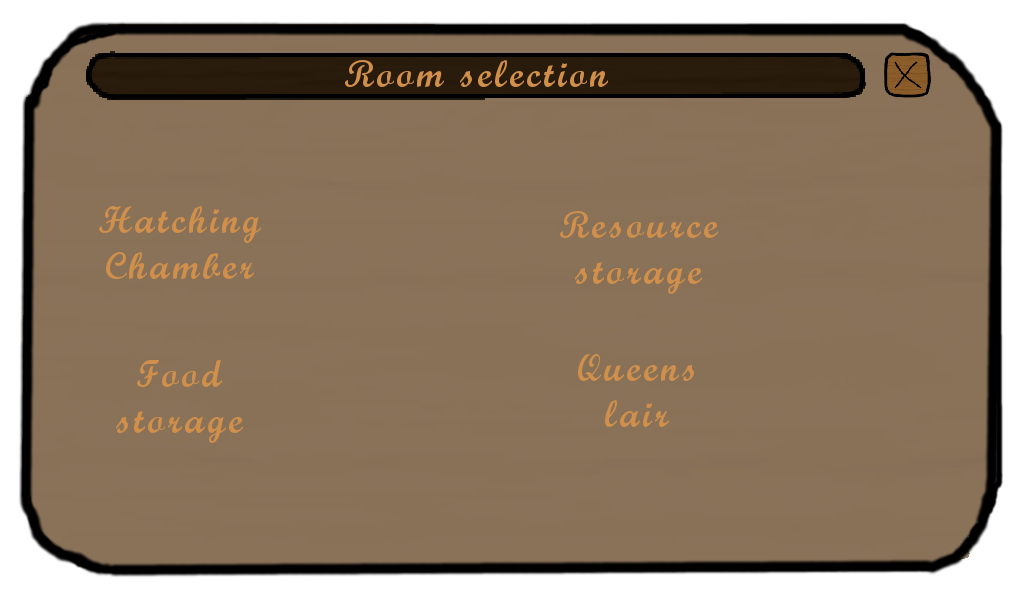 Room selection
Hatching
Chamber
Resource
storage
Food
storage
Queens
lair